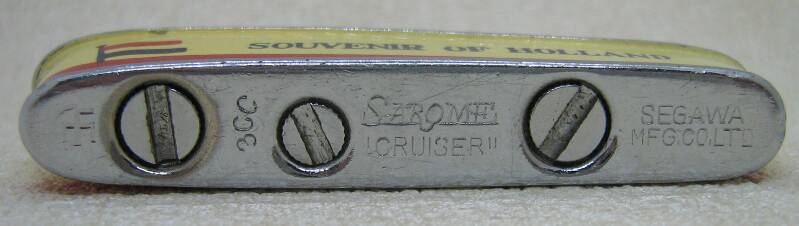 SOUVENIR OF HOLLAND
3CC
SAROME
"CRUISER"
SEGAWA
MFG.CO.,LTD